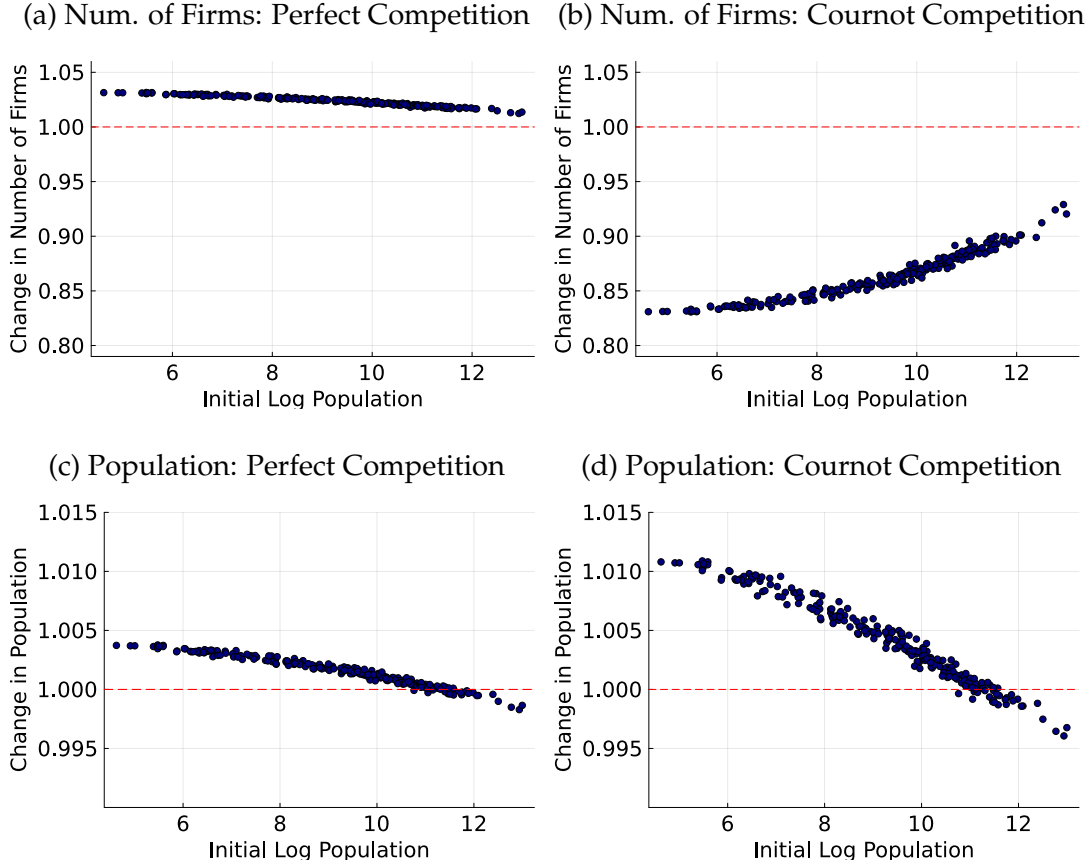 (a) Num. of Firms: Perfect Competition
(b) Num. of Firms: Cournot Competition
Change in Number of Firms
1.05
1.00
0.95
0.90
0.85
0.80
6 8 10 12
Initial Log Population
Change in Number of Firms
1.05
1.00
0.95
0.90
0.85
0.80
6 8 10 12
Initial Log Population
(c) Population: Perfect Competition
(d) Population: Cournot Competition
Change in Population
1.015
1.010
1.005
1.000
0.995
6 8 10 12
Initial Log Population
Change in Population
1.015
1.010
1.005
1.000
0.995
6 8 10 12
Initial Log Population